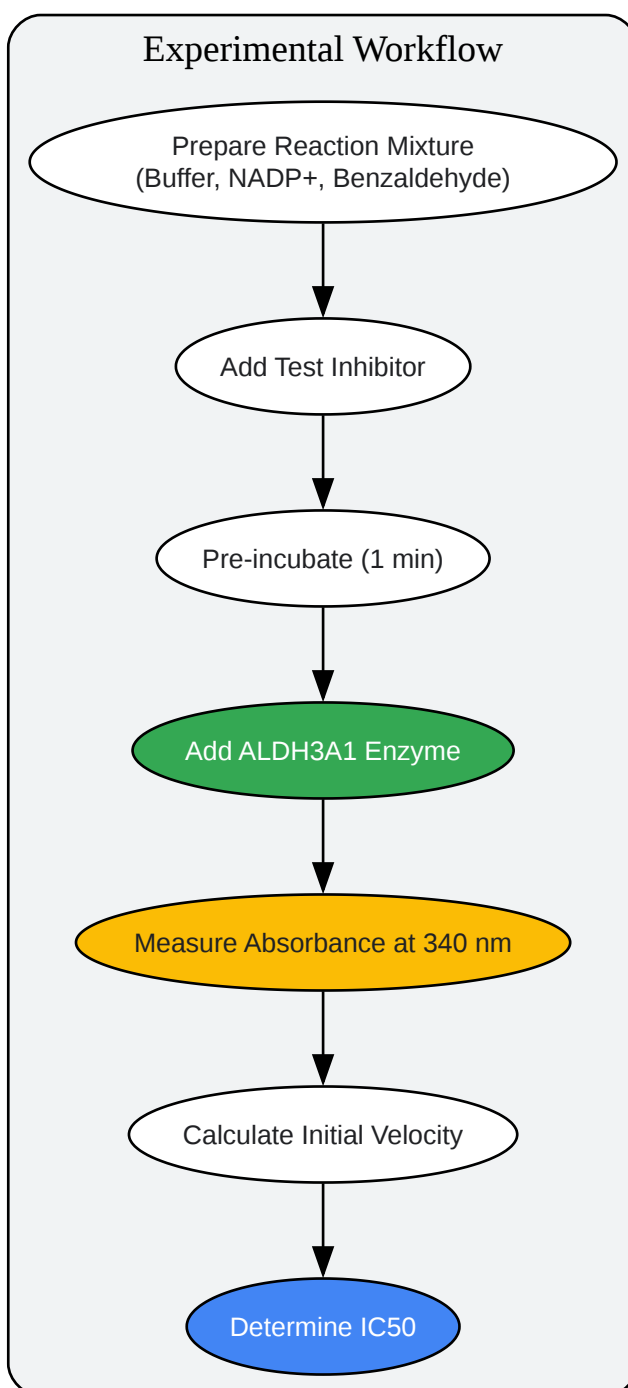 Experimental Workflow
Prepare Reaction Mixture
(Buffer, NADP+, Benzaldehyde)
Add Test Inhibitor
Pre-incubate (1 min)
Add ALDH3A1 Enzyme
Measure Absorbance at 340 nm
Calculate Initial Velocity
Determine IC50